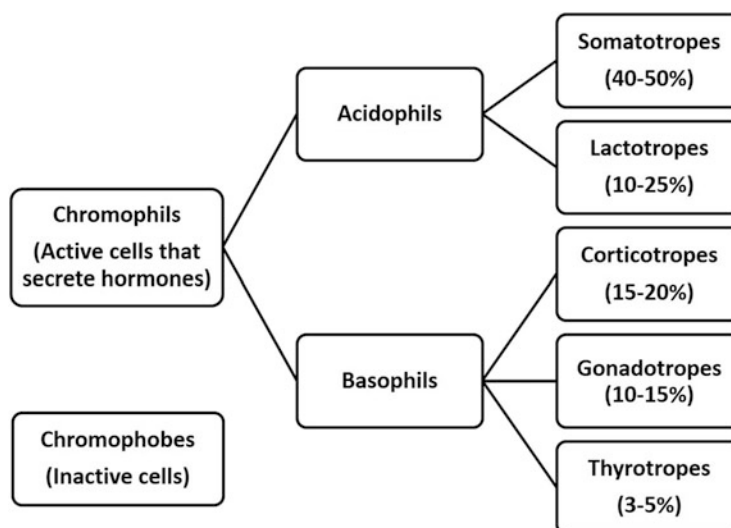 Chromophils
(Active cells that
secrete hormones)
Chromophobes
(Inactive cells)
Acidophils
Basophils
Somatotropes
(40-50%)
Lactotropes
(10-25%)
Corticotropes
(15-20%)
Gonadotropes
(10-15%)
Thyrotropes
(3-5%)